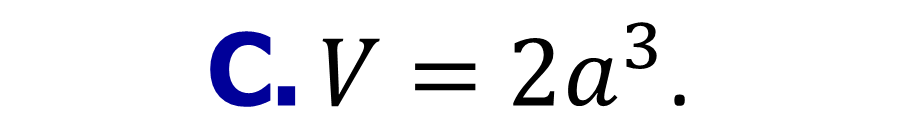 C. V = 2a³.